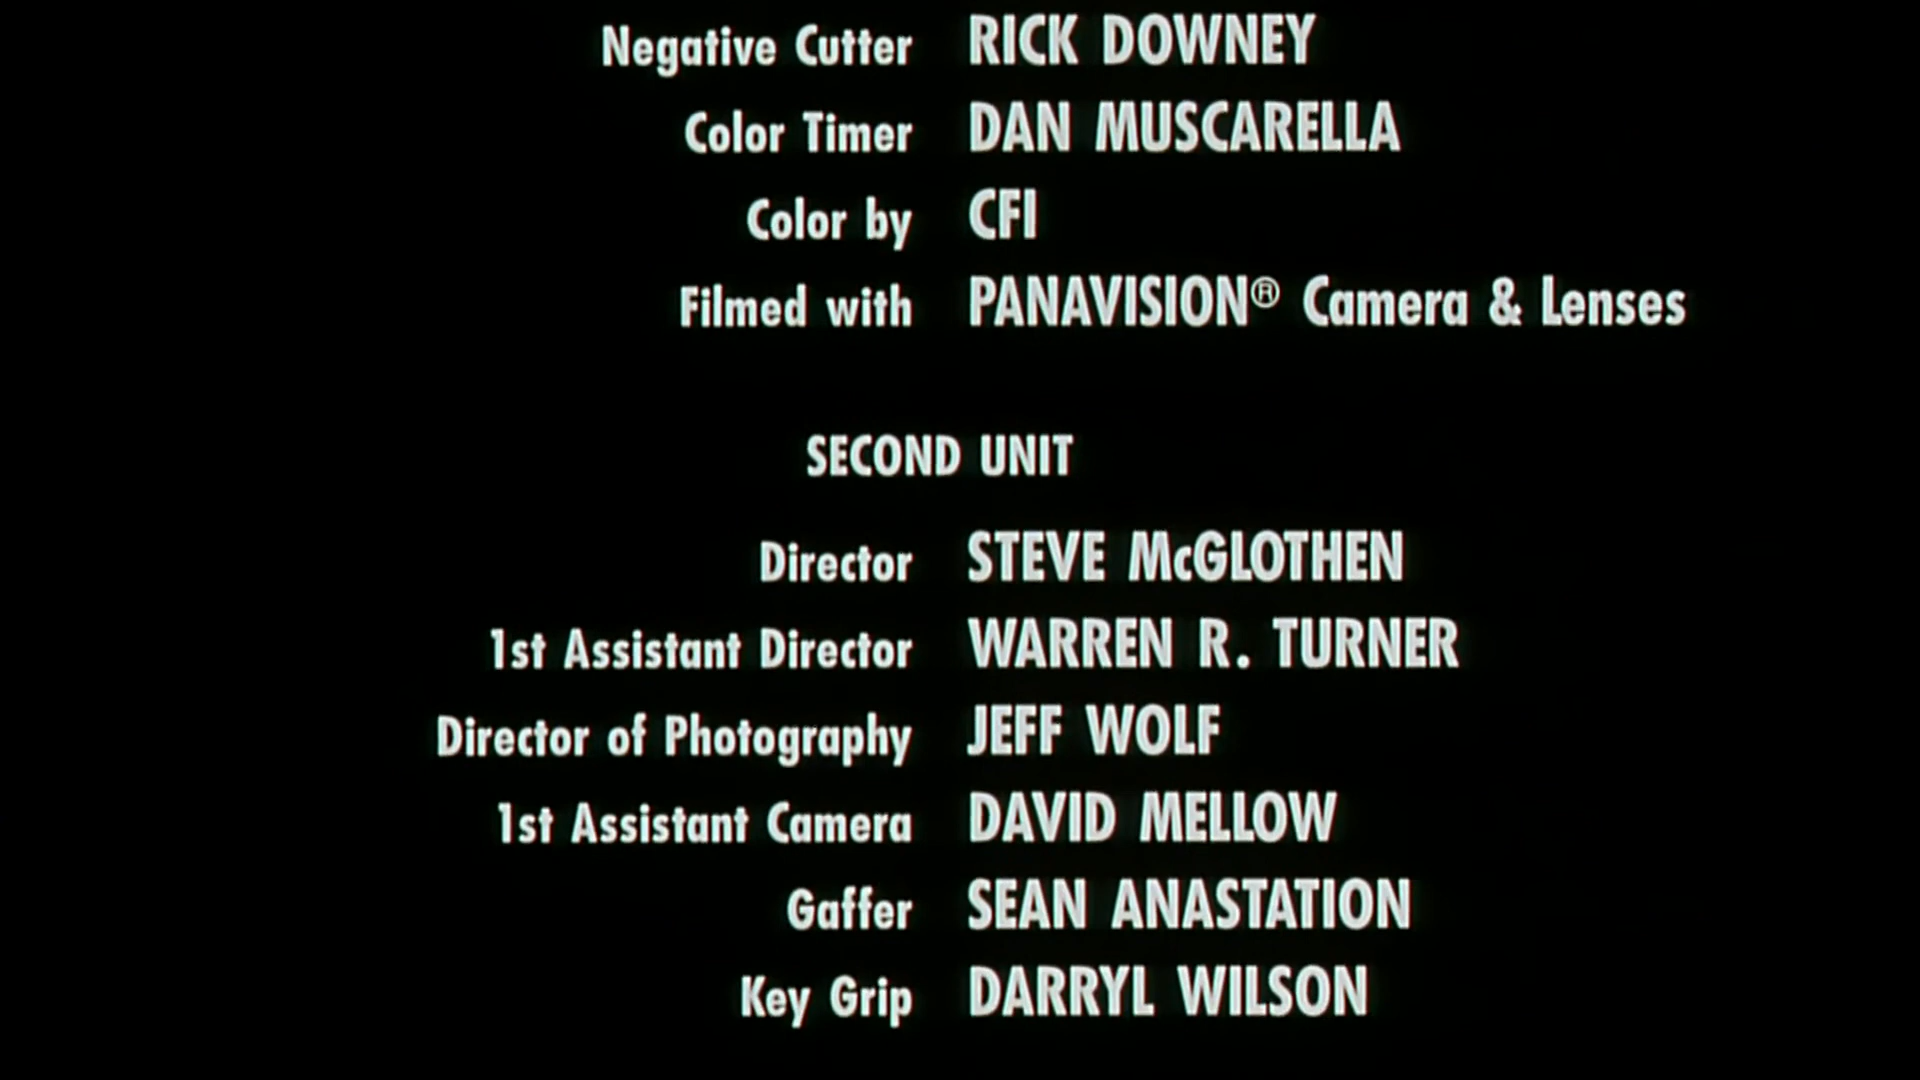 Negative Cutter RICK DOWNEY
Color Timer DAN MUSCARELLA
Color by CFI
Filmed with PANAVISION® Camera & Lenses
SECOND UNIT
Director STEVE McGLOTHEN
1st Assistant Director WARREN R. TURNER
Director of Photography JEFF WOLF
1st Assistant Camera DAVID MELLOW
Gaffer SEAN ANASTATION
Key Grip DARRYL WILSON